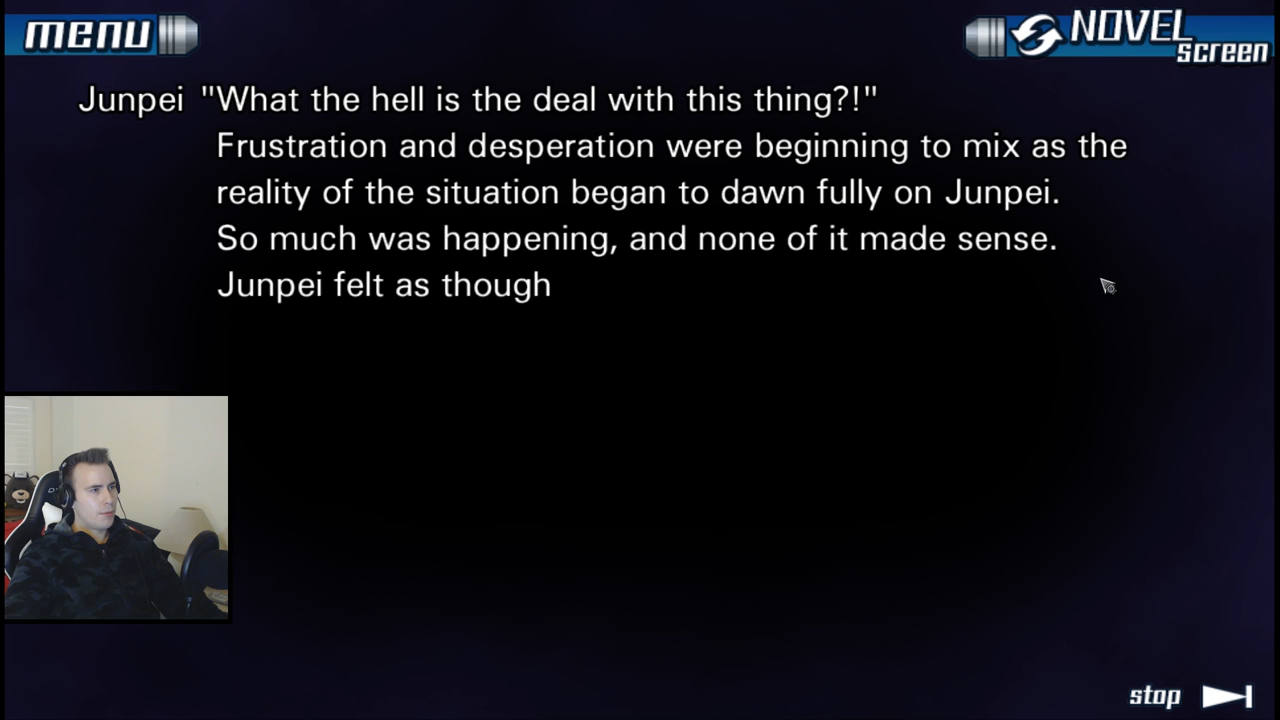 menu
NOVEL
screen
Junpei "What the hell is the deal with this thing?!"
Frustration and desperation were beginning to mix as the
reality of the situation began to dawn fully on Junpei.
So much was happening, and none of it made sense.
Junpei felt as though
stop